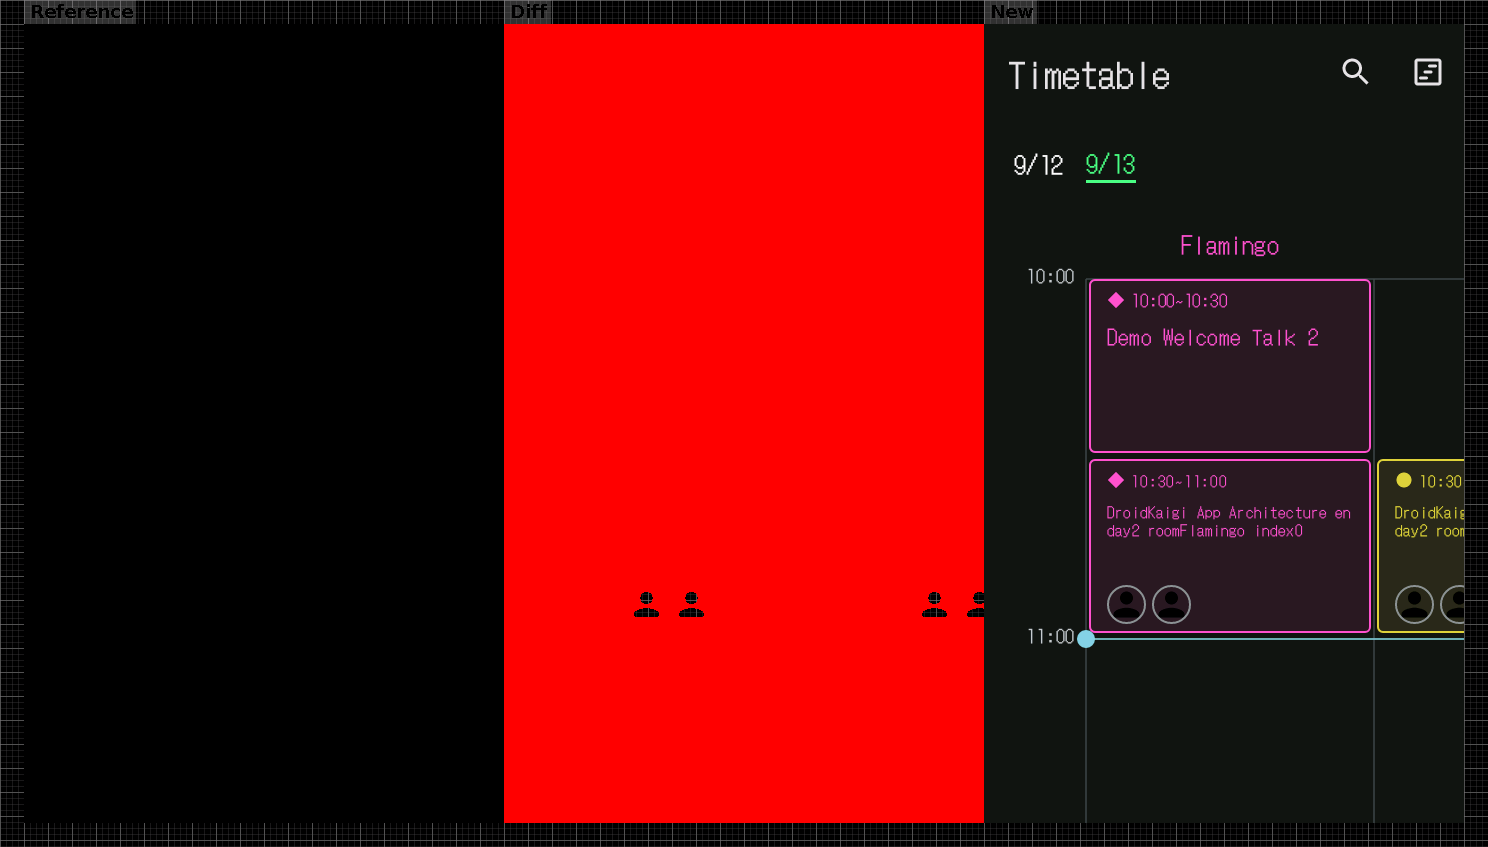 Reference
Diff
New
Timetable
9/12 9/13
Flamingo
10:00
10:00~10:30
Demo Welcome Talk 2
10:30~11:00
DroidKaigi App Architecture en
day2 roomFlamingo index0
10:30
DroidKaig
day2 room
11:00